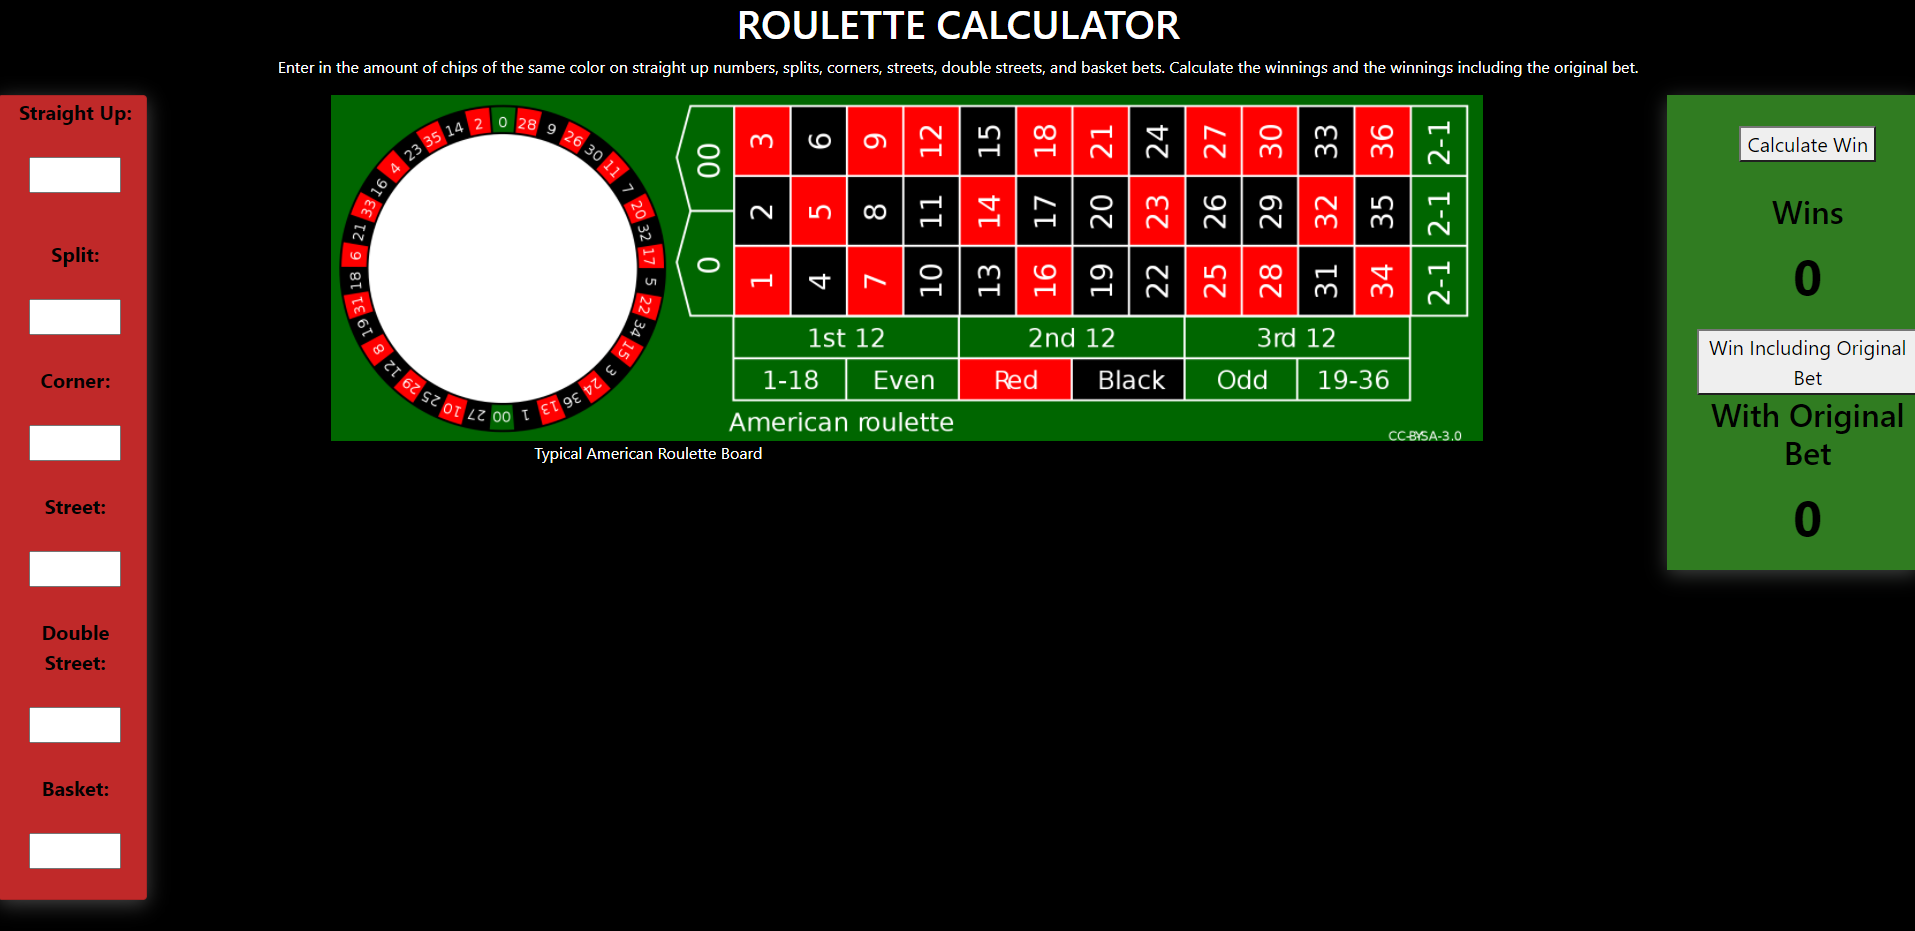 ROULETTE CALCULATOR
Enter in the amount of chips of the same color on straight up numbers, splits, corners, streets, double streets, and basket bets. Calculate the winnings and the winnings including the original bet.
Straight Up:
Split:
Corner:
Street:
Double
Street:
Basket:
0 28 9 26 30 11 7 20 32 17 5 22 34 15 3 24 36 13 1 00 27 10 25 29 12 8 19 31 18 6 21 33 16 4 23 35 14 2
00
0
3 6 9 12 15 18 21 24 27 30 33 36 2-1
2 5 8 11 14 17 20 23 26 29 32 35 2-1
1 4 7 10 13 16 19 22 25 28 31 34 2-1
1st 12 2nd 12 3rd 12
1-18 Even Red Black Odd 19-36
American roulette
CC-BYSA-3.0
Typical American Roulette Board
Calculate Win
Wins
0
Win Including Original
Bet
With Original
Bet
0